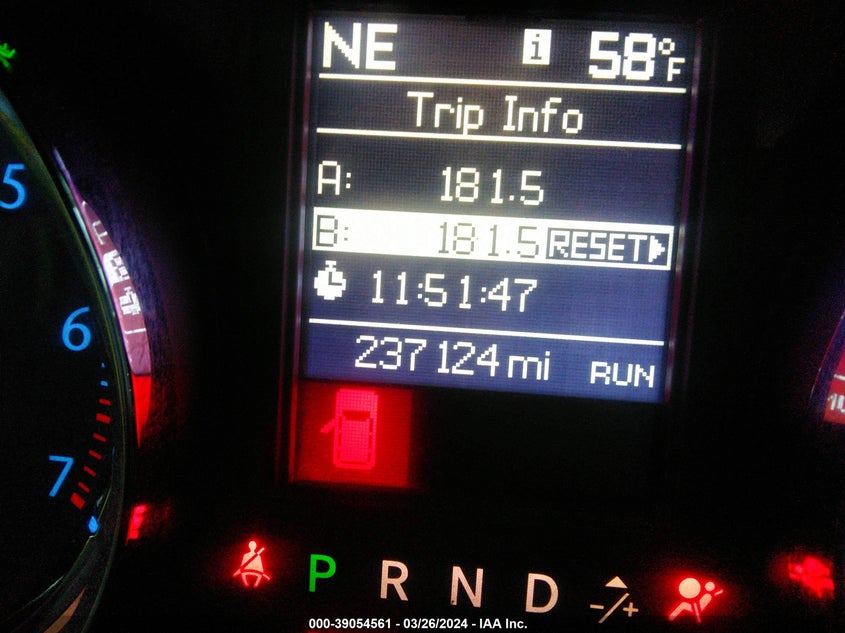 NE i 58°F
Trip Info
A: 181.5
B: 181.5 RESET
11:51:47
237124 mi RUN
5
6
7
P R N D -/+
000-39054561 - 03/26/2024 - IAA Inc.